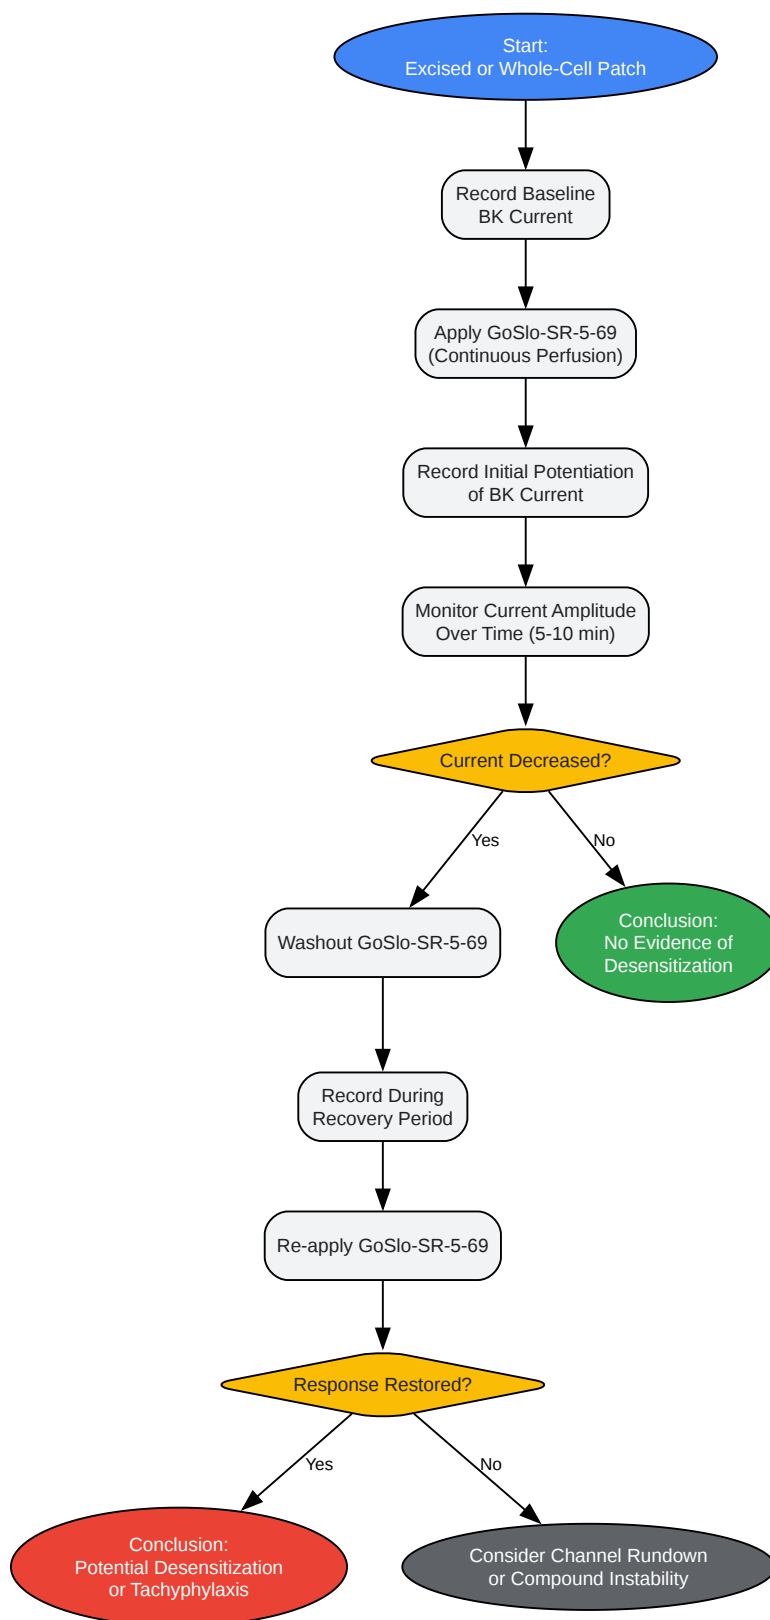 Start:
Excised or Whole-Cell Patch
Record Baseline
BK Current
Apply GoSlo-SR-5-69
(Continuous Perfusion)
Record Initial Potentiation
of BK Current
Monitor Current Amplitude
Over Time (5-10 min)
Current Decreased?
Yes
No
Washout GoSlo-SR-5-69
Conclusion:
No Evidence of
Desensitization
Record During
Recovery Period
Re-apply GoSlo-SR-5-69
Response Restored?
Yes
No
Conclusion:
Potential Desensitization
or Tachyphylaxis
Consider Channel Rundown
or Compound Instability